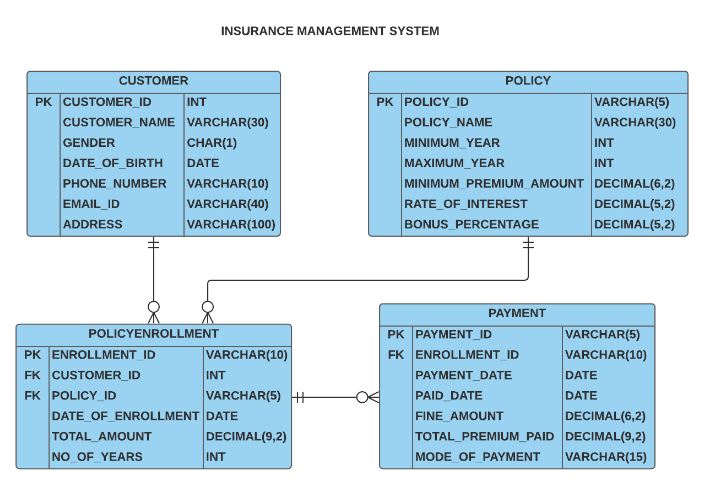 INSURANCE MANAGEMENT SYSTEM
CUSTOMER
PK CUSTOMER_ID INT
CUSTOMER_NAME VARCHAR(30)
GENDER CHAR(1)
DATE_OF_BIRTH DATE
PHONE_NUMBER VARCHAR(10)
EMAIL_ID VARCHAR(40)
ADDRESS VARCHAR(100)
POLICY
PK POLICY_ID VARCHAR(5)
POLICY_NAME VARCHAR(30)
MINIMUM_YEAR INT
MAXIMUM_YEAR INT
MINIMUM_PREMIUM_AMOUNT DECIMAL(6,2)
RATE_OF_INTEREST DECIMAL(5,2)
BONUS_PERCENTAGE DECIMAL(5,2)
POLICYENROLLMENT
PK ENROLLMENT_ID VARCHAR(10)
FK CUSTOMER_ID INT
FK POLICY_ID VARCHAR(5)
DATE_OF_ENROLLMENT DATE
TOTAL_AMOUNT DECIMAL(9,2)
NO_OF_YEARS INT
PAYMENT
PK PAYMENT_ID VARCHAR(5)
FK ENROLLMENT_ID VARCHAR(10)
PAYMENT_DATE DATE
PAID_DATE DATE
FINE_AMOUNT DECIMAL(6,2)
TOTAL_PREMIUM_PAID DECIMAL(9,2)
MODE_OF_PAYMENT VARCHAR(15)